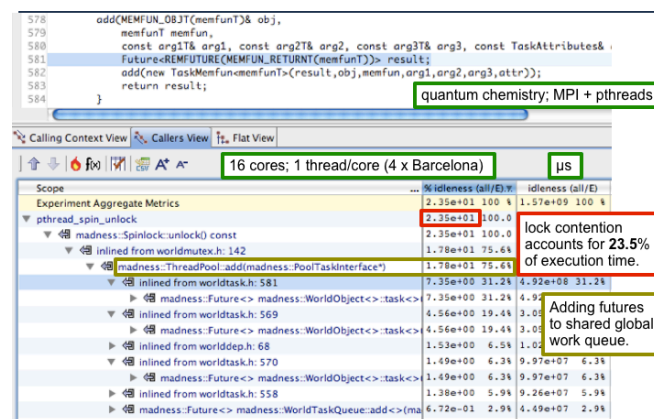 578 add(MEMFUN_OBJT(memfunT)& obj,
579 memfunT memfun,
580 const arg1T& arg1, const arg2T& arg2, const arg3T& arg3, const TaskAttributes&
581 Future<REMFUTURE(MEMFUN_RETURNT(memfunT))> result;
582 add(new TaskMemfun<memfunT>(result,obj,memfun,arg1,arg2,arg3,attr));
583 return result;
584 }
quantum chemistry; MPI + pthreads
Calling Context View Callers View Flat View
f(x) A+ A-
16 cores; 1 thread/core (4 x Barcelona)
µs
Scope ... % idleness (all/E) idleness (all/E)
Experiment Aggregate Metrics 2.35e+01 100 % 1.57e+09 100 %
pthread_spin_unlock 2.35e+01 100.0
madness::Spinlock::unlock() const 2.35e+01 100.0
inlined from worldmutex.h: 142 1.78e+01 75.6%
madness::ThreadPool::add(madness::PoolTaskInterface*) 1.78e+01 75.6%
inlined from worldtask.h: 581 7.35e+00 31.2% 4.92e+08 31.2%
madness::Future<> madness::WorldObject<>::task<>( 7.35e+00 31.2% 4.92e+08 31.2%
inlined from worldtask.h: 569 4.56e+00 19.4% 3.05
madness::Future<> madness::WorldObject<>::task<>( 4.56e+00 19.4% 3.05
inlined from worlddep.h: 68 1.53e+00 6.5% 1.02
inlined from worldtask.h: 570 1.49e+00 6.3% 9.97e+07 6.3%
madness::Future<> madness::WorldObject<>::task<>( 1.49e+00 6.3% 9.97e+07 6.3%
inlined from worldtask.h: 558 1.38e+00 5.9% 9.26e+07 5.9%
madness::Future<> madness::WorldTaskQueue::add<>(ma 6.72e-01 2.9% 4.49e+07 2.9%
lock contention
accounts for 23.5%
of execution time.
Adding futures
to shared global
work queue.